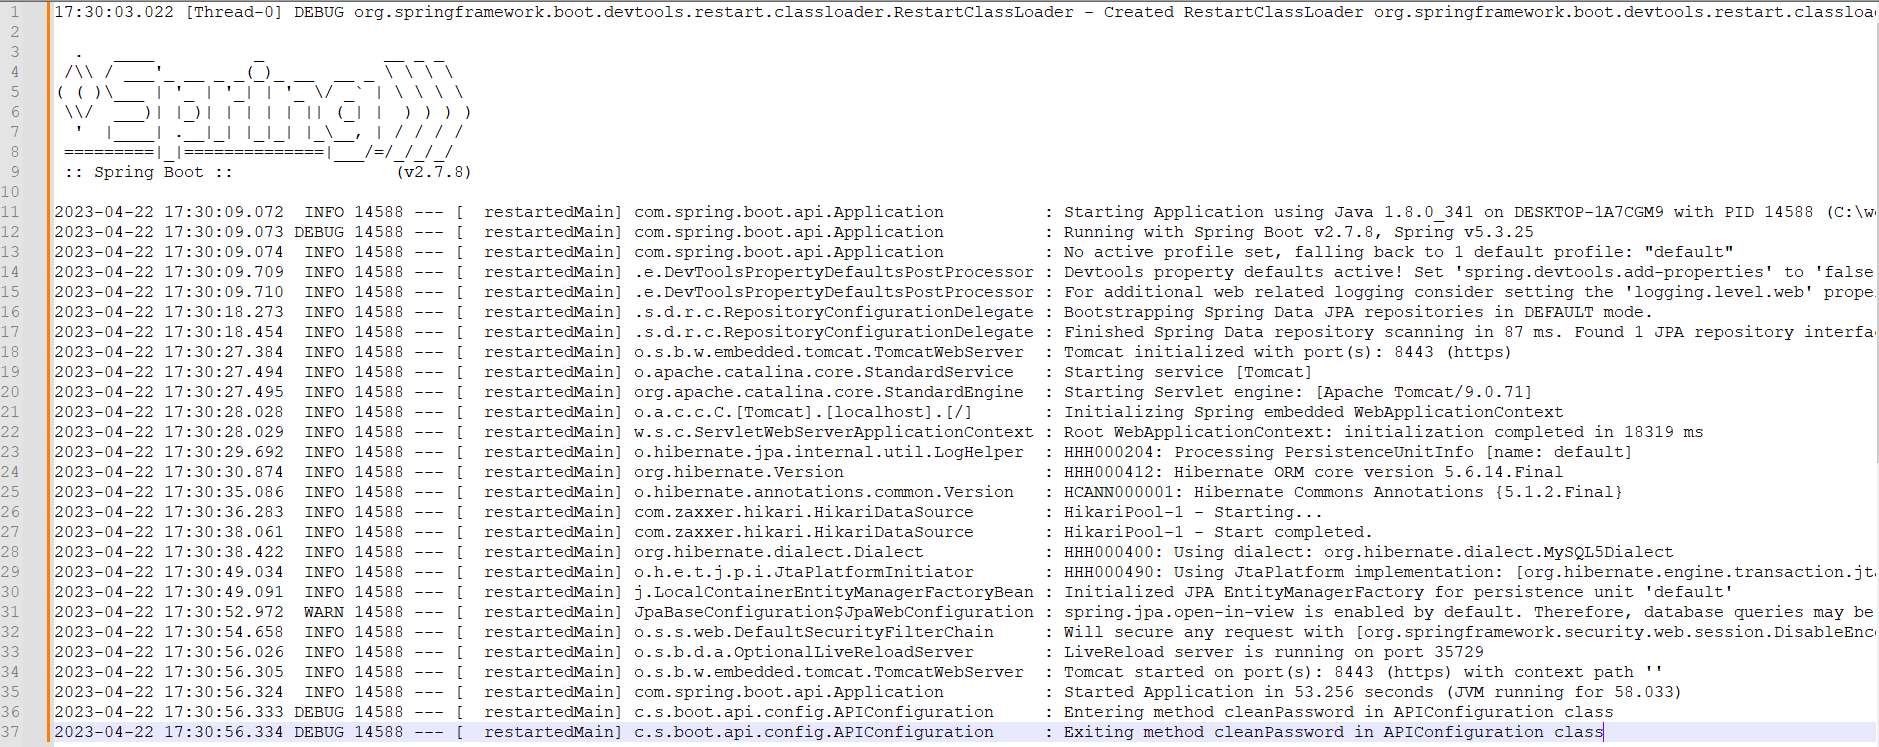 1 17:30:03.022 [Thread-0] DEBUG org.springframework.boot.devtools.restart.classloader.RestartClassLoader - Created RestartClassLoader org.springframework.boot.devtools.restart.classloa
2
3   .   ____          _            __ _ _
4  /\\ / ___'_ __ _ _(_)_ __  __ _ \ \ \ \
5 ( ( )\___ | '_ | '_| | '_ \/ _` | \ \ \ \
6  \\/  ___)| |_)| | | | | || (_| |  ) ) ) )
7   '  |____| .__|_| |_|_| |_\__, | / / / /
8  =========|_|==============|___/=/_/_/_/
9  :: Spring Boot ::                (v2.7.8)
10
11 2023-04-22 17:30:09.072  INFO 14588 --- [  restartedMain] com.spring.boot.api.Application          : Starting Application using Java 1.8.0_341 on DESKTOP-1A7CGM9 with PID 14588 (C:\w
12 2023-04-22 17:30:09.073 DEBUG 14588 --- [  restartedMain] com.spring.boot.api.Application          : Running with Spring Boot v2.7.8, Spring v5.3.25
13 2023-04-22 17:30:09.074  INFO 14588 --- [  restartedMain] com.spring.boot.api.Application          : No active profile set, falling back to 1 default profile: "default"
14 2023-04-22 17:30:09.709  INFO 14588 --- [  restartedMain] .e.DevToolsPropertyDefaultsPostProcessor : Devtools property defaults active! Set 'spring.devtools.add-properties' to 'false
15 2023-04-22 17:30:09.710  INFO 14588 --- [  restartedMain] .e.DevToolsPropertyDefaultsPostProcessor : For additional web related logging consider setting the 'logging.level.web' prope
16 2023-04-22 17:30:18.273  INFO 14588 --- [  restartedMain] .s.d.r.c.RepositoryConfigurationDelegate : Bootstrapping Spring Data JPA repositories in DEFAULT mode.
17 2023-04-22 17:30:18.454  INFO 14588 --- [  restartedMain] .s.d.r.c.RepositoryConfigurationDelegate : Finished Spring Data repository scanning in 87 ms. Found 1 JPA repository interfa
18 2023-04-22 17:30:27.384  INFO 14588 --- [  restartedMain] o.s.b.w.embedded.tomcat.TomcatWebServer  : Tomcat initialized with port(s): 8443 (https)
19 2023-04-22 17:30:27.494  INFO 14588 --- [  restartedMain] o.apache.catalina.core.StandardService   : Starting service [Tomcat]
20 2023-04-22 17:30:27.495  INFO 14588 --- [  restartedMain] org.apache.catalina.core.StandardEngine  : Starting Servlet engine: [Apache Tomcat/9.0.71]
21 2023-04-22 17:30:28.028  INFO 14588 --- [  restartedMain] o.a.c.c.C.[Tomcat].[localhost].[/]       : Initializing Spring embedded WebApplicationContext
22 2023-04-22 17:30:28.029  INFO 14588 --- [  restartedMain] w.s.c.ServletWebServerApplicationContext : Root WebApplicationContext: initialization completed in 18319 ms
23 2023-04-22 17:30:29.692  INFO 14588 --- [  restartedMain] o.hibernate.jpa.internal.util.LogHelper  : HHH000204: Processing PersistenceUnitInfo [name: default]
24 2023-04-22 17:30:30.874  INFO 14588 --- [  restartedMain] org.hibernate.Version                    : HHH000412: Hibernate ORM core version 5.6.14.Final
25 2023-04-22 17:30:35.086  INFO 14588 --- [  restartedMain] o.hibernate.annotations.common.Version   : HCANN000001: Hibernate Commons Annotations {5.1.2.Final}
26 2023-04-22 17:30:36.283  INFO 14588 --- [  restartedMain] com.zaxxer.hikari.HikariDataSource       : HikariPool-1 - Starting...
27 2023-04-22 17:30:38.061  INFO 14588 --- [  restartedMain] com.zaxxer.hikari.HikariDataSource       : HikariPool-1 - Start completed.
28 2023-04-22 17:30:38.422  INFO 14588 --- [  restartedMain] org.hibernate.dialect.Dialect            : HHH000400: Using dialect: org.hibernate.dialect.MySQL5Dialect
29 2023-04-22 17:30:49.034  INFO 14588 --- [  restartedMain] o.h.e.t.j.p.i.JtaPlatformInitiator       : HHH000490: Using JtaPlatform implementation: [org.hibernate.engine.transaction.jt
30 2023-04-22 17:30:49.091  INFO 14588 --- [  restartedMain] j.LocalContainerEntityManagerFactoryBean : Initialized JPA EntityManagerFactory for persistence unit 'default'
31 2023-04-22 17:30:52.972  WARN 14588 --- [  restartedMain] JpaBaseConfiguration$JpaWebConfiguration : spring.jpa.open-in-view is enabled by default. Therefore, database queries may be
32 2023-04-22 17:30:54.658  INFO 14588 --- [  restartedMain] o.s.s.web.DefaultSecurityFilterChain     : Will secure any request with [org.springframework.security.web.session.DisableEnc
33 2023-04-22 17:30:56.026  INFO 14588 --- [  restartedMain] o.s.b.d.a.OptionalLiveReloadServer       : LiveReload server is running on port 35729
34 2023-04-22 17:30:56.305  INFO 14588 --- [  restartedMain] o.s.b.w.embedded.tomcat.TomcatWebServer  : Tomcat started on port(s): 8443 (https) with context path ''
35 2023-04-22 17:30:56.324  INFO 14588 --- [  restartedMain] com.spring.boot.api.Application          : Started Application in 53.256 seconds (JVM running for 58.033)
36 2023-04-22 17:30:56.333 DEBUG 14588 --- [  restartedMain] c.s.boot.api.config.APIConfiguration     : Entering method cleanPassword in APIConfiguration class
37 2023-04-22 17:30:56.334 DEBUG 14588 --- [  restartedMain] c.s.boot.api.config.APIConfiguration     : Exiting method cleanPassword in APIConfiguration class